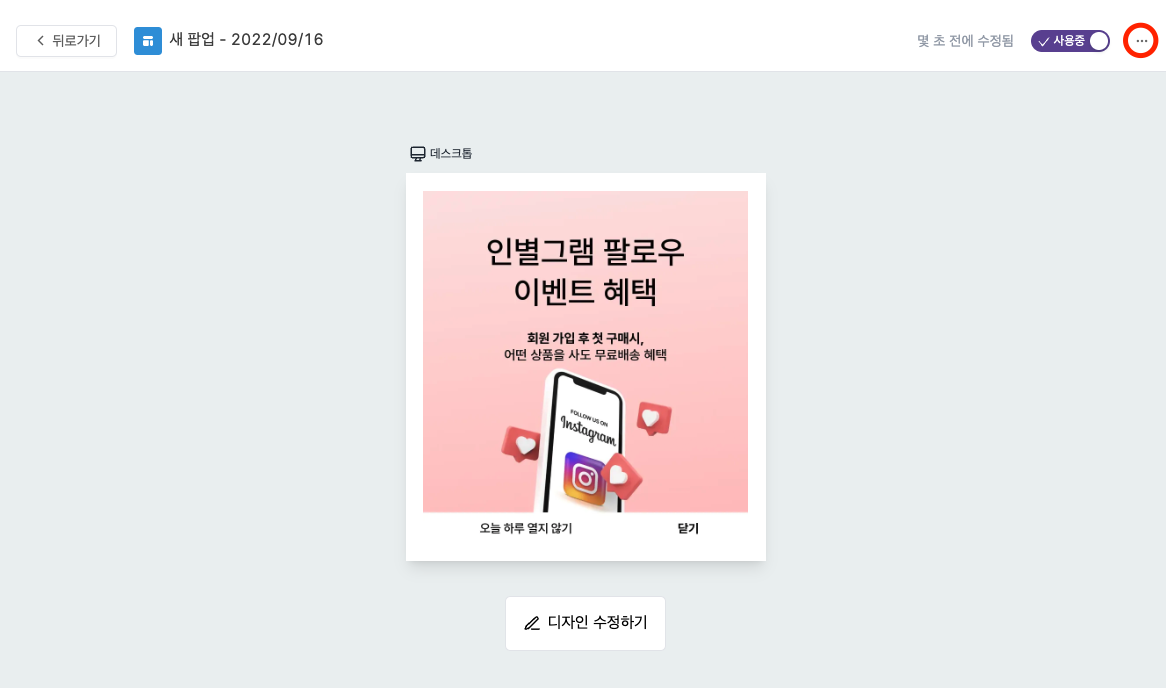 뒤로가기
새 팝업 - 2022/09/16
몇 초 전에 수정됨
사용중
데스크톱
인별그램 팔로우
이벤트 혜택
회원 가입 후 첫 구매시,
어떤 상품을 사도 무료배송 혜택
FOLLOW US ON
Instagram
오늘 하루 열지 않기
닫기
디자인 수정하기